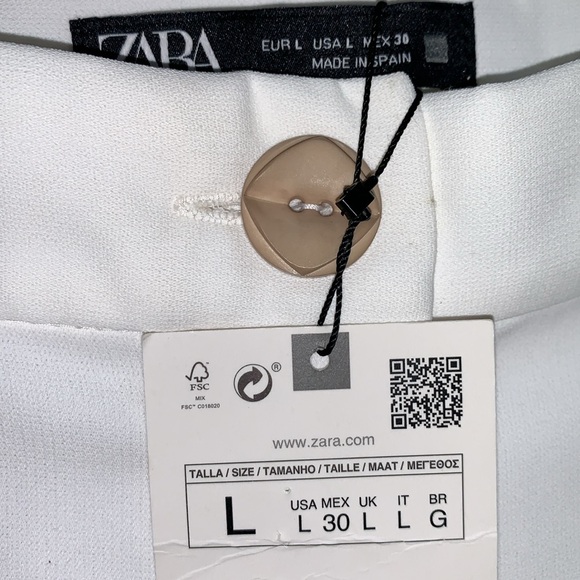 ZARA
EUR L USA L MEX 30
MADE IN SPAIN
FSC
MIX
FSC™ C018020
®
www.zara.com
TALLA / SIZE / TAMANHO / TAILLE / MAAT / ΜΕΓΕΘΟΣ
L
USA MEX UK IT BR
L 30 L L G